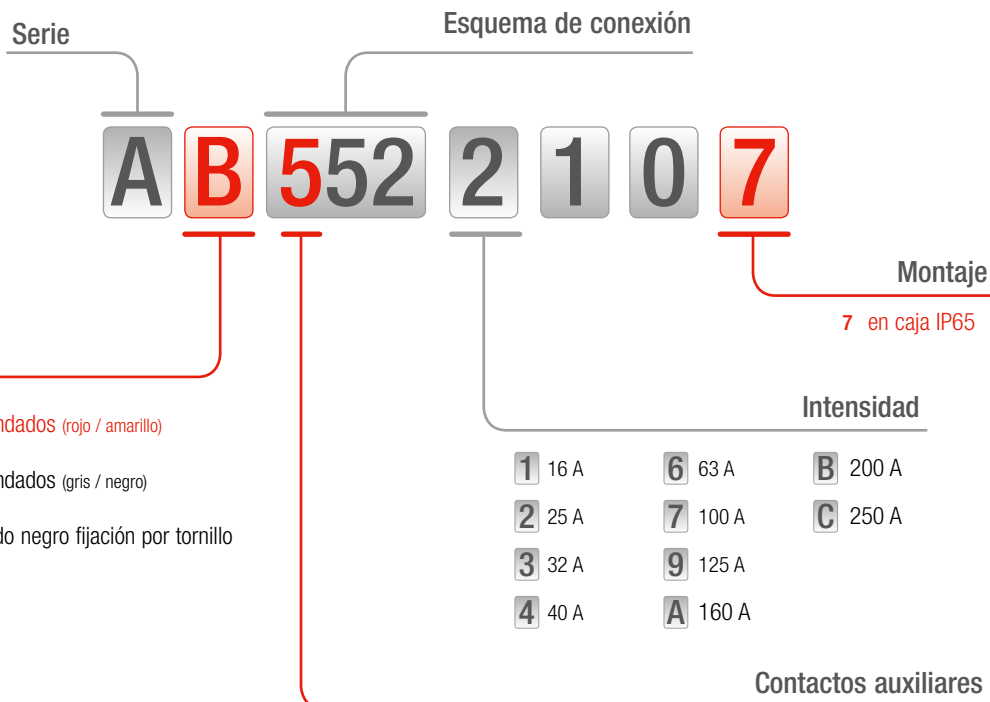 Serie
Esquema de conexión
A B 552 2 1 0 7
Montaje
7 en caja IP65
ndados (rojo / amarillo)
ndados (gris / negro)
do negro fijación por tornillo
Intensidad
1 16 A 6 63 A B 200 A
2 25 A 7 100 A C 250 A
3 32 A 9 125 A
4 40 A A 160 A
Contactos auxiliares